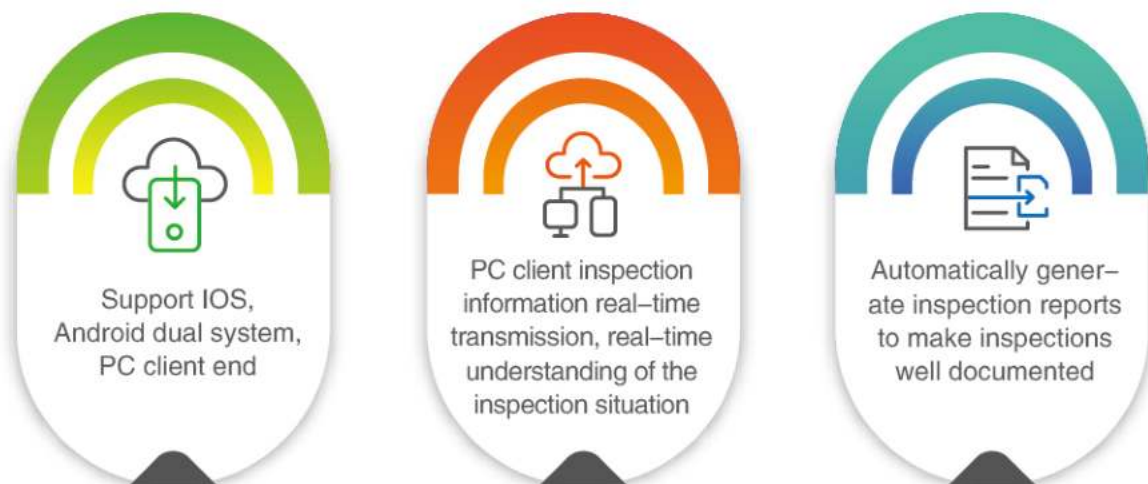 Support IOS,
Android dual system,
PC client end
PC client inspection
information real–time
transmission, real–time
understanding of the
inspection situation
Automatically gener–
ate inspection reports
to make inspections
well documented